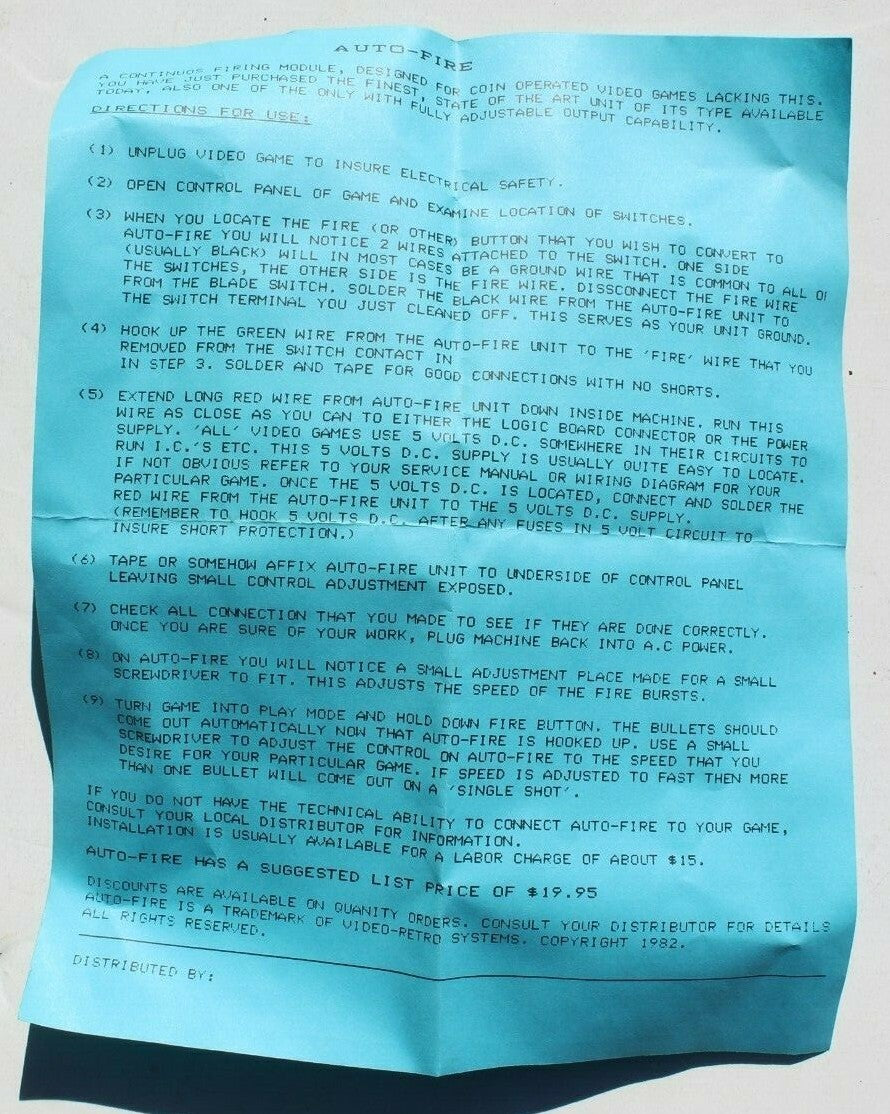 AUTO-FIRE
A CONTINUOS FIRING MODULE, DESIGNED FOR COIN OPERATED VIDEO GAMES LACKING THIS.
YOU HAVE JUST PURCHASED THE FINEST, STATE OF THE ART UNIT OF ITS TYPE AVAILABLE
TODAY, ALSO ONE OF THE ONLY WITH FULLY ADJUSTABLE OUTPUT CAPABILITY.
DIRECTIONS FOR USE:
(1) UNPLUG VIDEO GAME TO INSURE ELECTRICAL SAFETY.
(2) OPEN CONTROL PANEL OF GAME AND EXAMINE LOCATION OF SWITCHES.
(3) WHEN YOU LOCATE THE FIRE (OR OTHER) BUTTON THAT YOU WISH TO CONVERT TO
AUTO-FIRE YOU WILL NOTICE 2 WIRES ATTACHED TO THE SWITCH. ONE SIDE
(USUALLY BLACK) WILL IN MOST CASES BE A GROUND WIRE THAT IS COMMON TO ALL OF
THE SWITCHES, THE OTHER SIDE IS THE FIRE WIRE. DISSCONNECT THE FIRE WIRE
FROM THE BLADE SWITCH. SOLDER THE BLACK WIRE FROM THE AUTO-FIRE UNIT TO
THE SWITCH TERMINAL YOU JUST CLEANED OFF. THIS SERVES AS YOUR UNIT GROUND.
(4) HOOK UP THE GREEN WIRE FROM THE AUTO-FIRE UNIT TO THE 'FIRE' WIRE THAT YOU
REMOVED FROM THE SWITCH CONTACT IN
IN STEP 3. SOLDER AND TAPE FOR GOOD CONNECTIONS WITH NO SHORTS.
(5) EXTEND LONG RED WIRE FROM AUTO-FIRE UNIT DOWN INSIDE MACHINE. RUN THIS
WIRE AS CLOSE AS YOU CAN TO EITHER THE LOGIC BOARD CONNECTOR OR THE POWER
SUPPLY. 'ALL' VIDEO GAMES USE 5 VOLTS D.C. SOMEWHERE IN THEIR CIRCUITS TO
RUN I.C.'S ETC. THIS 5 VOLTS D.C. SUPPLY IS USUALLY QUITE EASY TO LOCATE.
IF NOT OBVIOUS REFER TO YOUR SERVICE MANUAL OR WIRING DIAGRAM FOR YOUR
PARTICULAR GAME. ONCE THE 5 VOLTS D.C. IS LOCATED, CONNECT AND SOLDER THE
RED WIRE FROM THE AUTO-FIRE UNIT TO THE 5 VOLTS D.C. SUPPLY.
(REMEMBER TO HOOK 5 VOLTS D.C. AFTER ANY FUSES IN 5 VOLT CIRCUIT TO
INSURE SHORT PROTECTION.)
(6) TAPE OR SOMEHOW AFFIX AUTO-FIRE UNIT TO UNDERSIDE OF CONTROL PANEL
LEAVING SMALL CONTROL ADJUSTMENT EXPOSED.
(7) CHECK ALL CONNECTION THAT YOU MADE TO SEE IF THEY ARE DONE CORRECTLY.
ONCE YOU ARE SURE OF YOUR WORK, PLUG MACHINE BACK INTO A.C POWER.
(8) ON AUTO-FIRE YOU WILL NOTICE A SMALL ADJUSTMENT PLACE MADE FOR A SMALL
SCREWDRIVER TO FIT. THIS ADJUSTS THE SPEED OF THE FIRE BURSTS.
(9) TURN GAME INTO PLAY MODE AND HOLD DOWN FIRE BUTTON. THE BULLETS SHOULD
COME OUT AUTOMATICALLY NOW THAT AUTO-FIRE IS HOOKED UP. USE A SMALL
SCREWDRIVER TO ADJUST THE CONTROL ON AUTO-FIRE TO THE SPEED THAT YOU
DESIRE FOR YOUR PARTICULAR GAME. IF SPEED IS ADJUSTED TO FAST THEN MORE
THAN ONE BULLET WILL COME OUT ON A 'SINGLE SHOT'.
IF YOU DO NOT HAVE THE TECHNICAL ABILITY TO CONNECT AUTO-FIRE TO YOUR GAME,
CONSULT YOUR LOCAL DISTRIBUTOR FOR INFORMATION.
INSTALLATION IS USUALLY AVAILABLE FOR A LABOR CHARGE OF ABOUT $15.
AUTO-FIRE HAS A SUGGESTED LIST PRICE OF $19.95
DISCOUNTS ARE AVAILABLE ON QUANITY ORDERS. CONSULT YOUR DISTRIBUTOR FOR DETAILS
AUTO-FIRE IS A TRADEMARK OF VIDEO-RETRO SYSTEMS. COPYRIGHT 1982.
ALL RIGHTS RESERVED.
DISTRIBUTED BY: